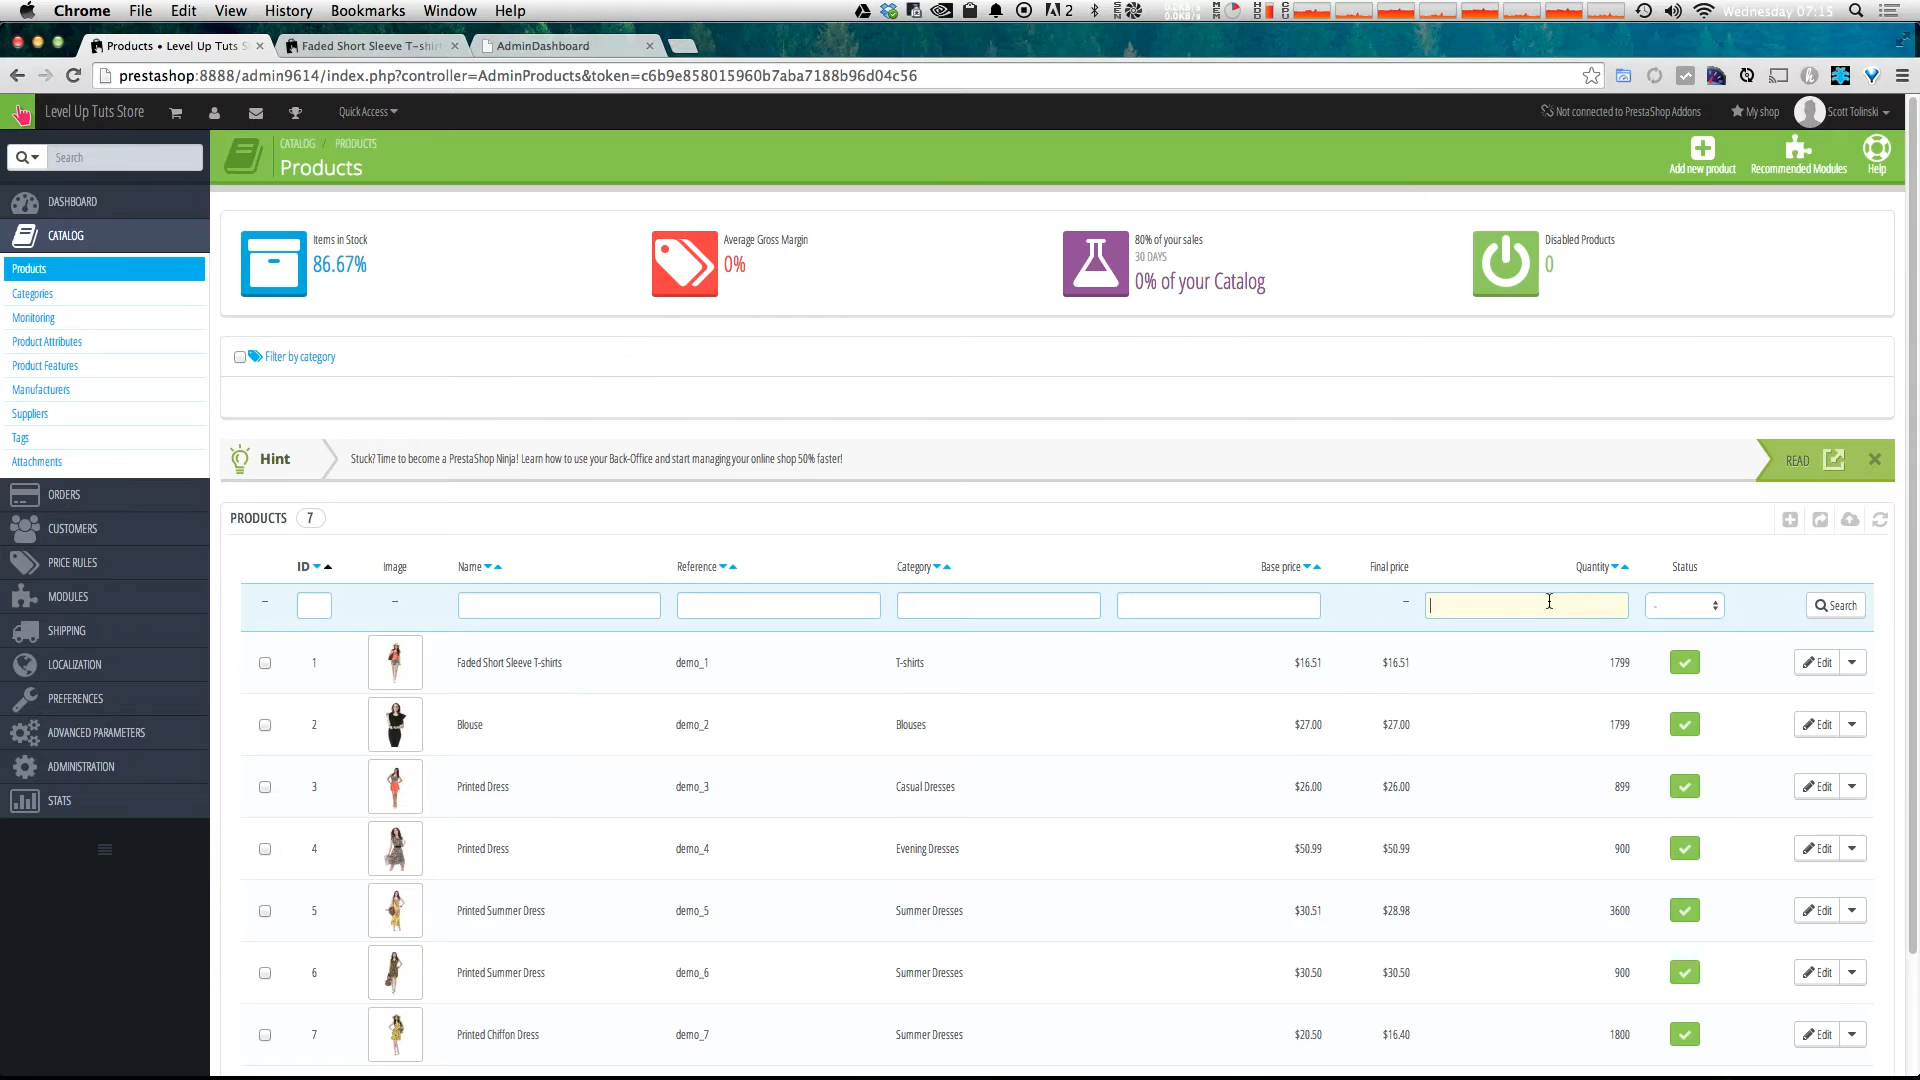 Chrome File Edit View History Bookmarks Window Help 2 Wednesday 07:15
Products • Level Up Tuts S Faded Short Sleeve T-shirt AdminDashboard
prestashop:8888/admin9614/index.php?controller=AdminProducts&token=c6b9e858015960b7aba7188b96d04c56
Level Up Tuts Store Quick Access Not connected to PrestaShop Addons My shop Scott Tolinski
Search
CATALOG / PRODUCTS
Products
Add new product Recommended Modules Help
DASHBOARD
CATALOG
Products
Categories
Monitoring
Product Attributes
Product Features
Manufacturers
Suppliers
Tags
Attachments
ORDERS
CUSTOMERS
PRICE RULES
MODULES
SHIPPING
LOCALIZATION
PREFERENCES
ADVANCED PARAMETERS
ADMINISTRATION
STATS
Items in Stock
86.67%
Average Gross Margin
0%
80% of your sales
30 DAYS
0% of your Catalog
Disabled Products
0
Filter by category
Hint Stuck? Time to become a PrestaShop Ninja! Learn how to use your Back-Office and start managing your online shop 50% faster! READ
PRODUCTS 7
ID Image Name Reference Category Base price Final price Quantity Status
-- -- -- - Search
1 Faded Short Sleeve T-shirts demo_1 T-shirts $16.51 $16.51 1799 Edit
2 Blouse demo_2 Blouses $27.00 $27.00 1799 Edit
3 Printed Dress demo_3 Casual Dresses $26.00 $26.00 899 Edit
4 Printed Dress demo_4 Evening Dresses $50.99 $50.99 900 Edit
5 Printed Summer Dress demo_5 Summer Dresses $30.51 $28.98 3600 Edit
6 Printed Summer Dress demo_6 Summer Dresses $30.50 $30.50 900 Edit
7 Printed Chiffon Dress demo_7 Summer Dresses $20.50 $16.40 1800 Edit